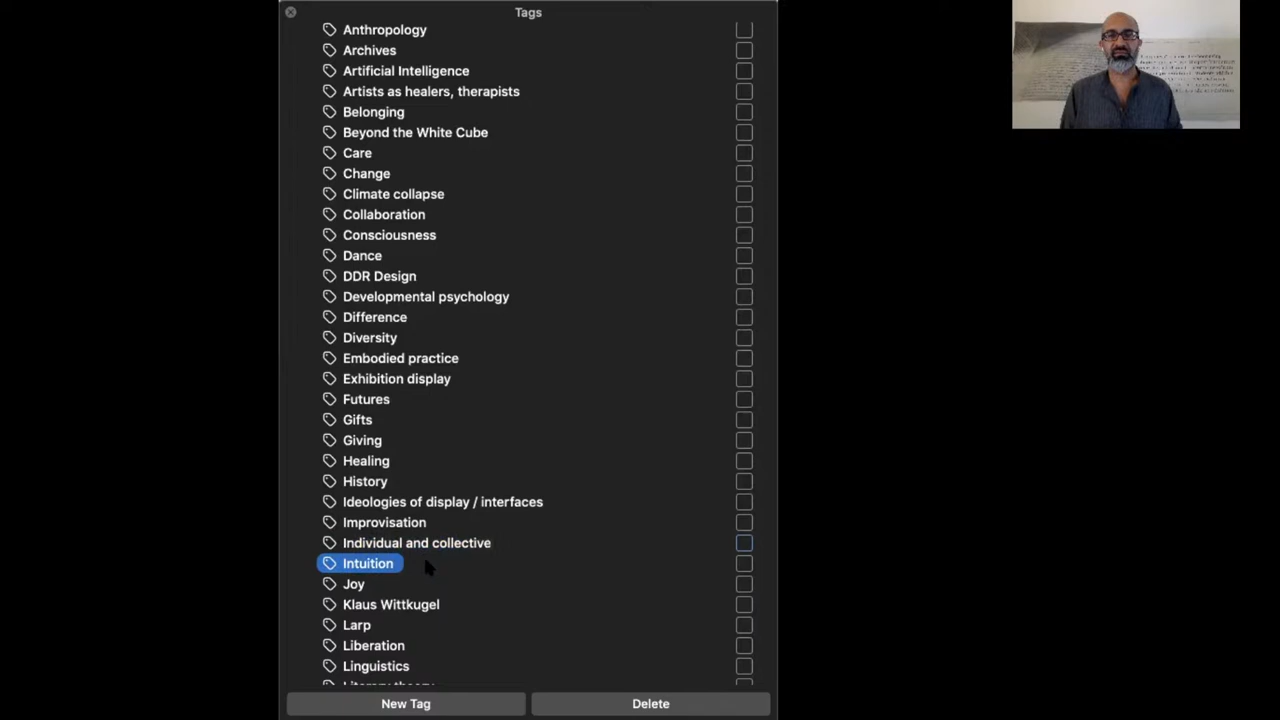 Tags
Anthropology
Archives
Artificial Intelligence
Artists as healers, therapists
Belonging
Beyond the White Cube
Care
Change
Climate collapse
Collaboration
Consciousness
Dance
DDR Design
Developmental psychology
Difference
Diversity
Embodied practice
Exhibition display
Futures
Gifts
Giving
Healing
History
Ideologies of display / interfaces
Improvisation
Individual and collective
Intuition
Joy
Klaus Wittkugel
Larp
Liberation
Linguistics
New Tag
Delete